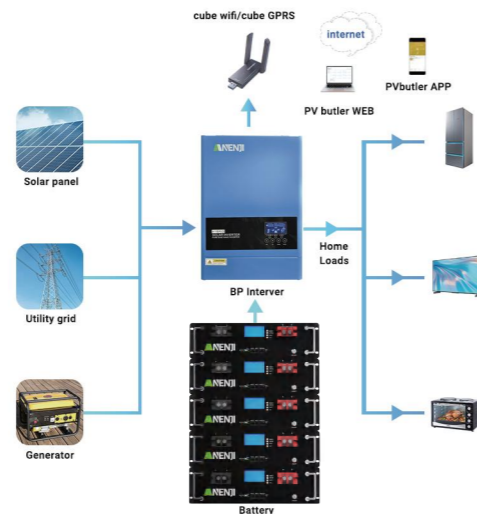 cube wifi/cube GPRS
internet
PVbutler APP
PV butler WEB
ANENJI
Solar panel
Home
Loads
Utility grid
BP Interver
ANENJI
ANENJI
ANENJI
ANENJI
ANENJI
Generator
Battery